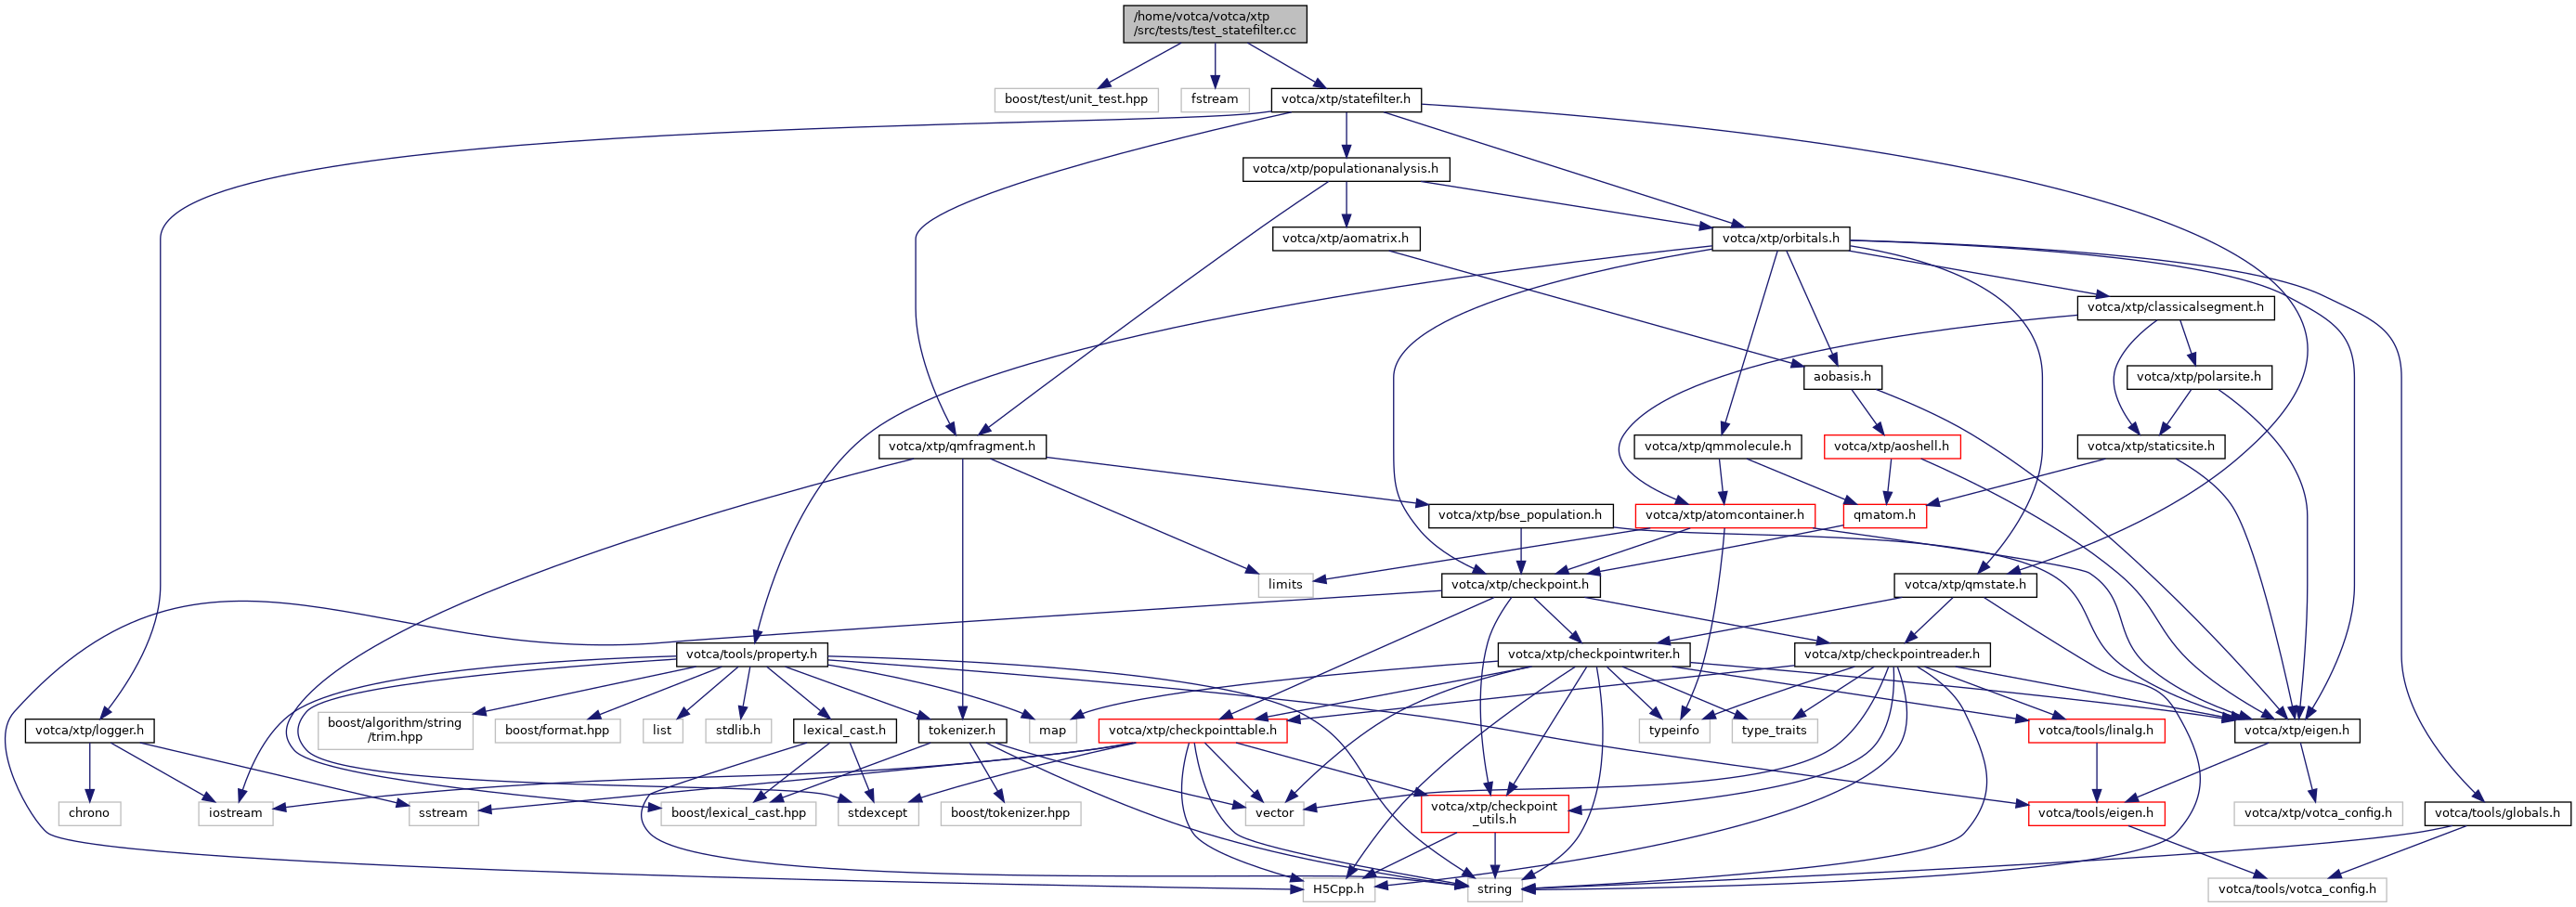 /home/votca/votca/xtp
/src/tests/test_statefilter.cc
boost/test/unit_test.hpp
fstream
votca/xtp/statefilter.h
votca/xtp/populationanalysis.h
votca/xtp/aomatrix.h
votca/xtp/orbitals.h
votca/xtp/classicalsegment.h
aobasis.h
votca/xtp/polarsite.h
votca/xtp/qmfragment.h
votca/xtp/qmmolecule.h
votca/xtp/aoshell.h
votca/xtp/staticsite.h
votca/xtp/bse_population.h
votca/xtp/atomcontainer.h
qmatom.h
limits
votca/xtp/checkpoint.h
votca/xtp/qmstate.h
votca/tools/property.h
votca/xtp/checkpointwriter.h
votca/xtp/checkpointreader.h
votca/xtp/logger.h
boost/algorithm/string
/trim.hpp
boost/format.hpp
list
stdlib.h
lexical_cast.h
tokenizer.h
map
votca/xtp/checkpointtable.h
typeinfo
type_traits
votca/tools/linalg.h
votca/xtp/eigen.h
chrono
iostream
sstream
boost/lexical_cast.hpp
stdexcept
boost/tokenizer.hpp
vector
votca/xtp/checkpoint
_utils.h
votca/tools/eigen.h
votca/xtp/votca_config.h
votca/tools/globals.h
H5Cpp.h
string
votca/tools/votca_config.h